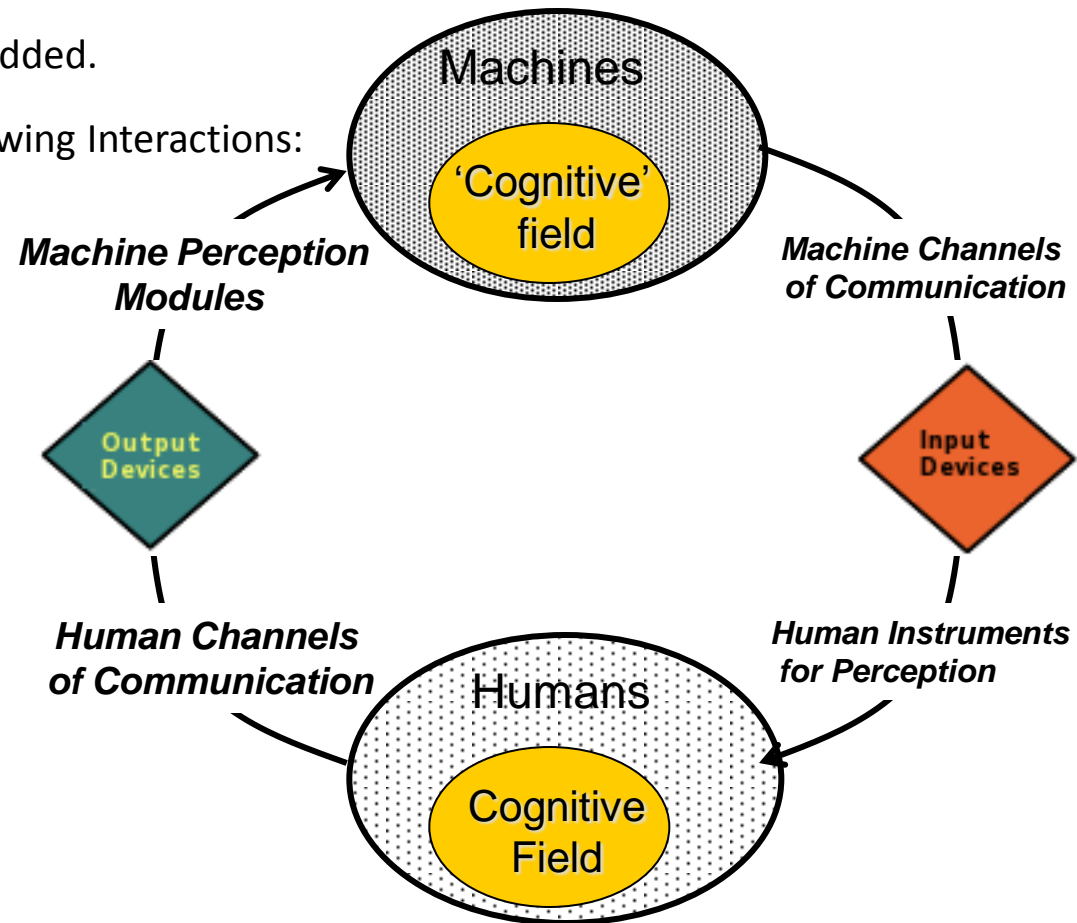 dded.
Machines
wing Interactions:
‘Cognitive’
field
Machine Perception
Modules
Machine Channels
of Communication
Output
Devices
Input
Devices
Human Channels
of Communication
Human Instruments
for Perception
Humans
Cognitive
Field